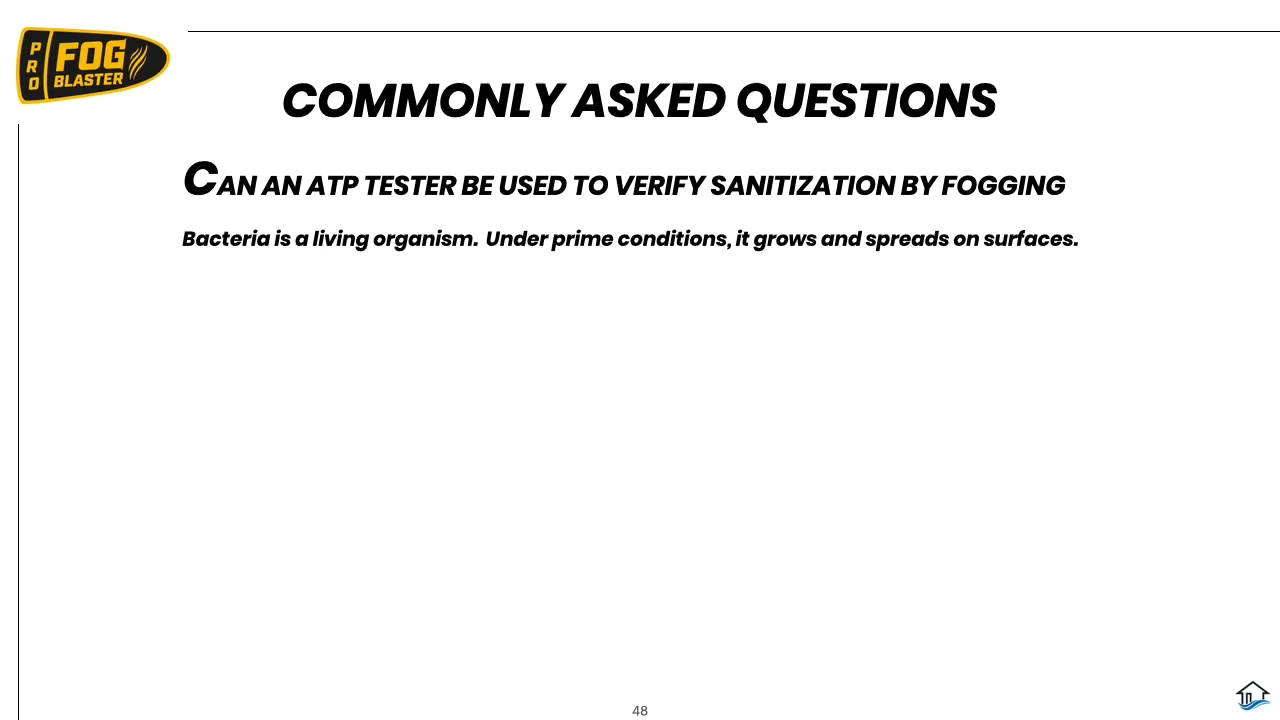 PRO
FOG
BLASTER
COMMONLY ASKED QUESTIONS
CAN AN ATP TESTER BE USED TO VERIFY SANITIZATION BY FOGGING
Bacteria is a living organism.  Under prime conditions, it grows and spreads on surfaces.
48